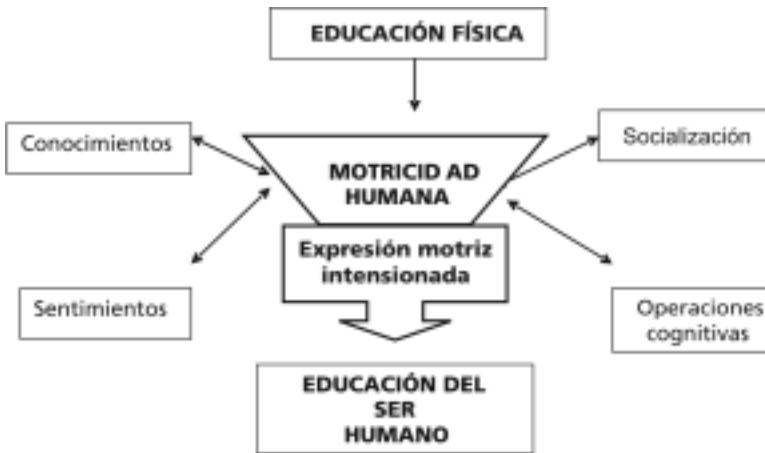 EDUCACIÓN FÍSICA
Conocimientos
Socialización
MOTRICID AD
HUMANA
Expresión motriz
intensionada
Sentimientos
Operaciones
cognitivas
EDUCACIÓN DEL
SER
HUMANO